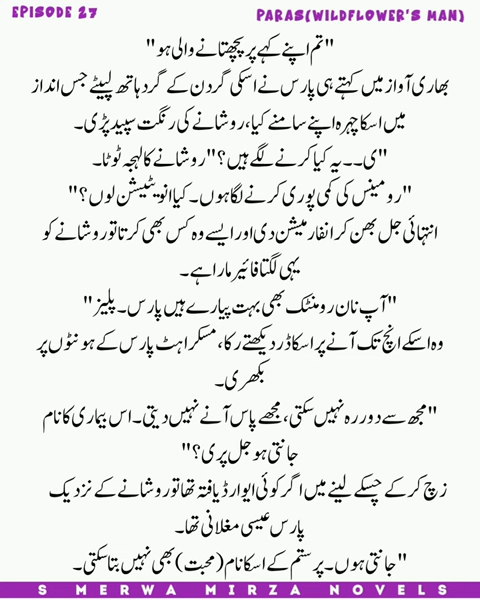 EPISODE 27
PARAS(WILDFLOWER'S MAN)
"تم اپنے کہے پر پچھتانے والی ہو"
بھاری آواز میں کہتے ہی پارس نے اسکی گردن کے گرد ہاتھ لپیٹے جس انداز
میں اسکا چہرہ اپنے سامنے کیا، روشانے کی رنگت سپید پڑی۔
"ی۔۔یہ کیا کرنے لگے ہیں؟" روشانے کا لہجہ ٹوٹا۔
"رومینس کی کمی پوری کرنے لگا ہوں۔ کیا انویٹیشن لوں؟"
انتہائی جل بھن کر انفارمیشن دی اور ایسے وہ کس بھی کرتا تو روشانے کو
یہی لگتا فائیر مارا ہے۔
"آپ نان رومنٹک بھی بہت پیارے ہیں پارس۔ پلیز"
وہ اسکے انچ تک آنے پر اسکا ڈر دیکھتے رکا، مسکراہٹ پارس کے ہونٹوں پر
بکھری۔
"مجھ سے دور رہ نہیں سکتی، مجھے پاس آنے نہیں دیتی۔ اس بیماری کا نام
جانتی ہو جل پری؟"
زچ کر کے چسکے لینے میں اگر کوئی ایوارڈ یافتہ تھا تو روشانے کے نزدیک
پارس عیسی مغلانی تھا۔
"جانتی ہوں۔ پر ستم کے اسکا نام (محبت) بھی نہیں بتا سکتی۔
S MERWA MIRZA NOVELS